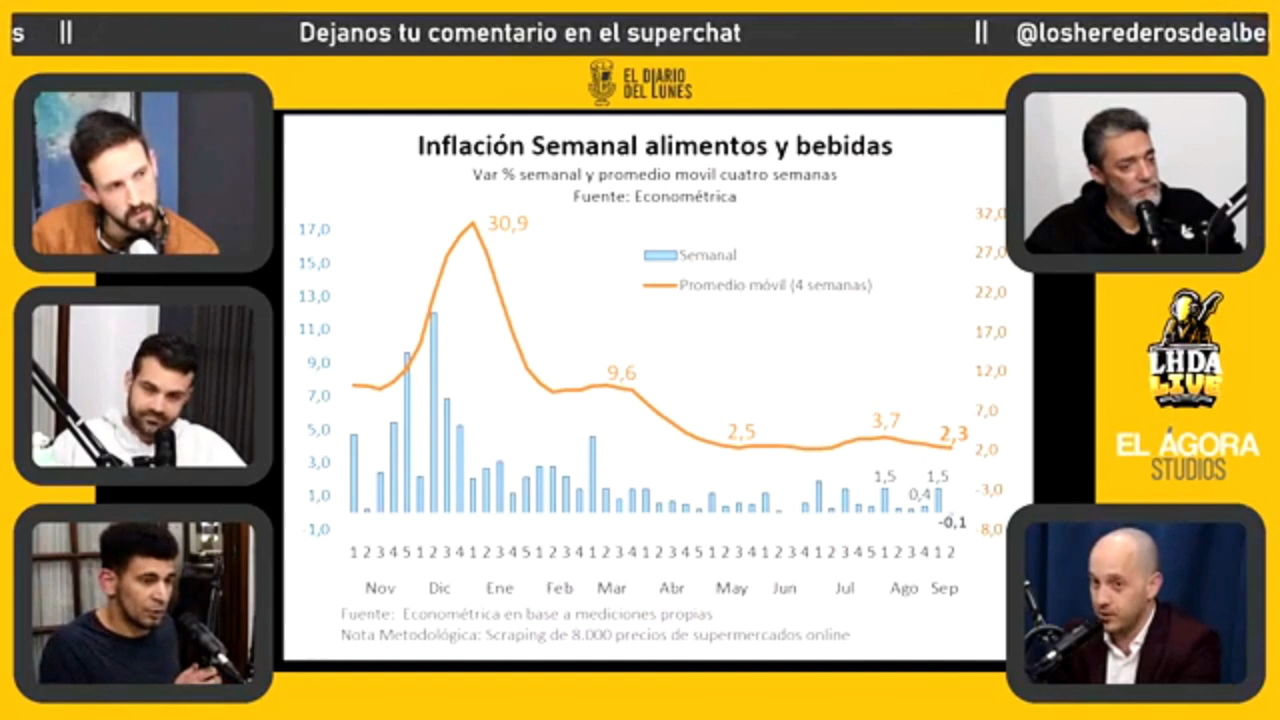 s || Dejanos tu comentario en el superchat || @losherederosdealbe
EL DIARIO
DEL LUNES
Inflación Semanal alimentos y bebidas
Var % semanal y promedio movil cuatro semanas
Fuente: Econométrica
17,0
15,0
13,0
11,0
9,0
7,0
5,0
3,0
1,0
-1,0
30,9
9,6
2,5
3,7
2,3
1,5
0,4
1,5
-0,1
Semanal
Promedio móvil (4 semanas)
32,0
27,0
22,0
17,0
12,0
7,0
2,0
-3,0
-8,0
1 2 3 4 5 1 2 3 4 1 2 3 4 5 1 2 3 4 1 2 3 4 1 2 3 4 5 1 2 3 4 1 2 3 4 1 2 3 4 5 1 2 3 4 1 2
Nov Dic Ene Feb Mar Abr May Jun Jul Ago Sep
Fuente: Econométrica en base a mediciones propias
Nota Metodológica: Scraping de 8.000 precios de supermercados online
LHDA
LIVE
EL ÁGORA
STUDIOS